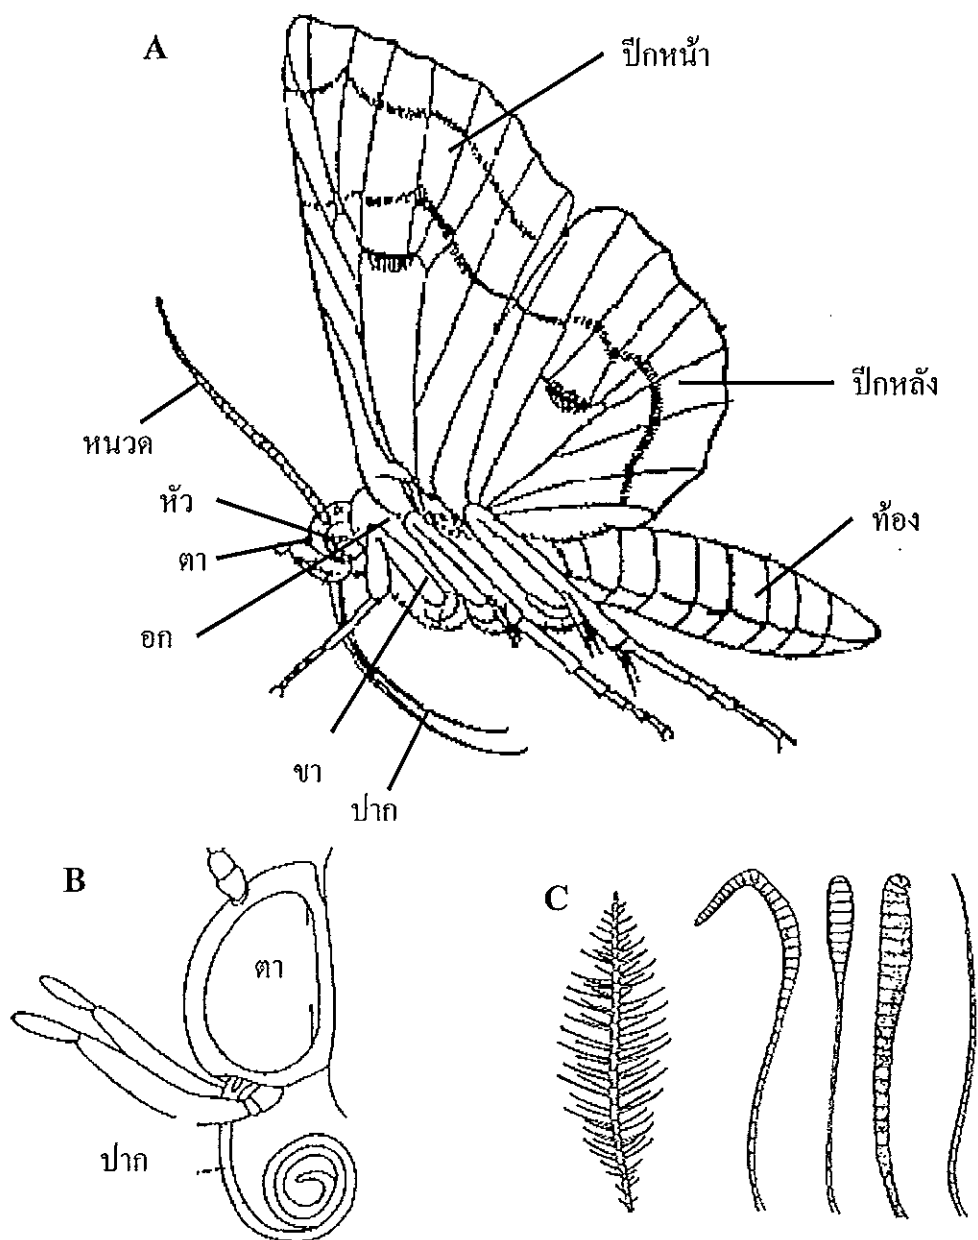 A
ปีกหน้า
ปีกหลัง
หนวด
หัว
ตา
ท้อง
อก
ขา
ปาก
B
ตา
ปาก
C